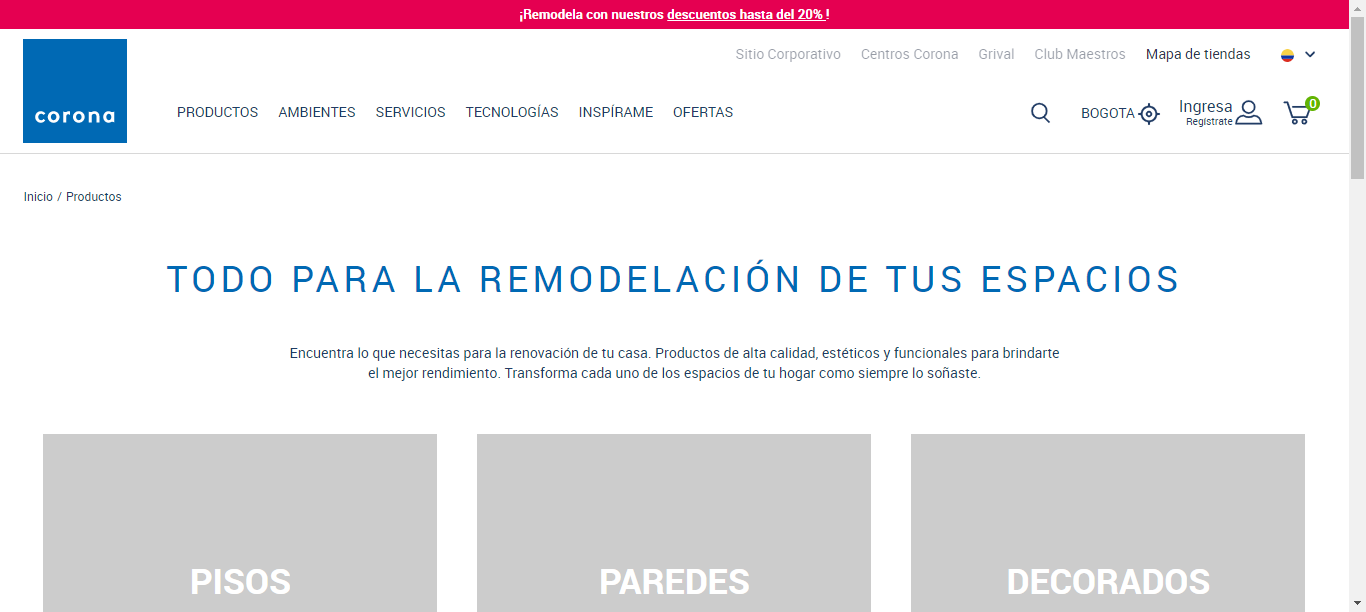 ¡Remodela con nuestros descuentos hasta del 20% !
Sitio Corporativo Centros Corona Grival Club Maestros Mapa de tiendas
corona
PRODUCTOS AMBIENTES SERVICIOS TECNOLOGÍAS INSPÍRAME OFERTAS
BOGOTA
Ingresa
Regístrate
0
Inicio / Productos
TODO PARA LA REMODELACIÓN DE TUS ESPACIOS
Encuentra lo que necesitas para la renovación de tu casa. Productos de alta calidad, estéticos y funcionales para brindarte
el mejor rendimiento. Transforma cada uno de los espacios de tu hogar como siempre lo soñaste.
PISOS PAREDES DECORADOS